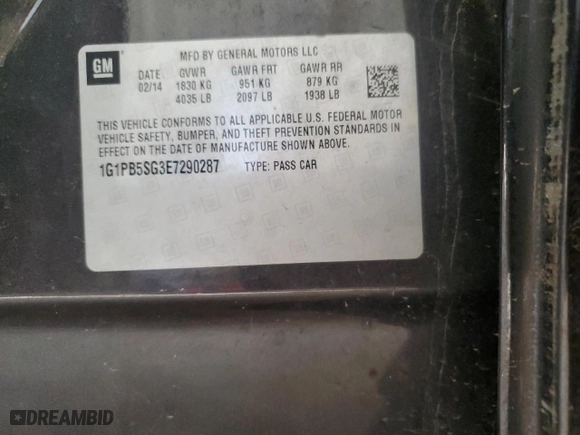 GM
MFD BY GENERAL MOTORS LLC
DATE GVWR GAWR FRT GAWR RR
02/14 1830 KG 951 KG 879 KG
4035 LB 2097 LB 1938 LB
THIS VEHICLE CONFORMS TO ALL APPLICABLE U.S. FEDERAL MOTOR
VEHICLE SAFETY, BUMPER, AND THEFT PREVENTION STANDARDS IN
EFFECT ON THE DATE OF MANUFACTURE SHOWN ABOVE.
1G1PB5SG3E7290287 TYPE: PASS CAR
DREAMBID